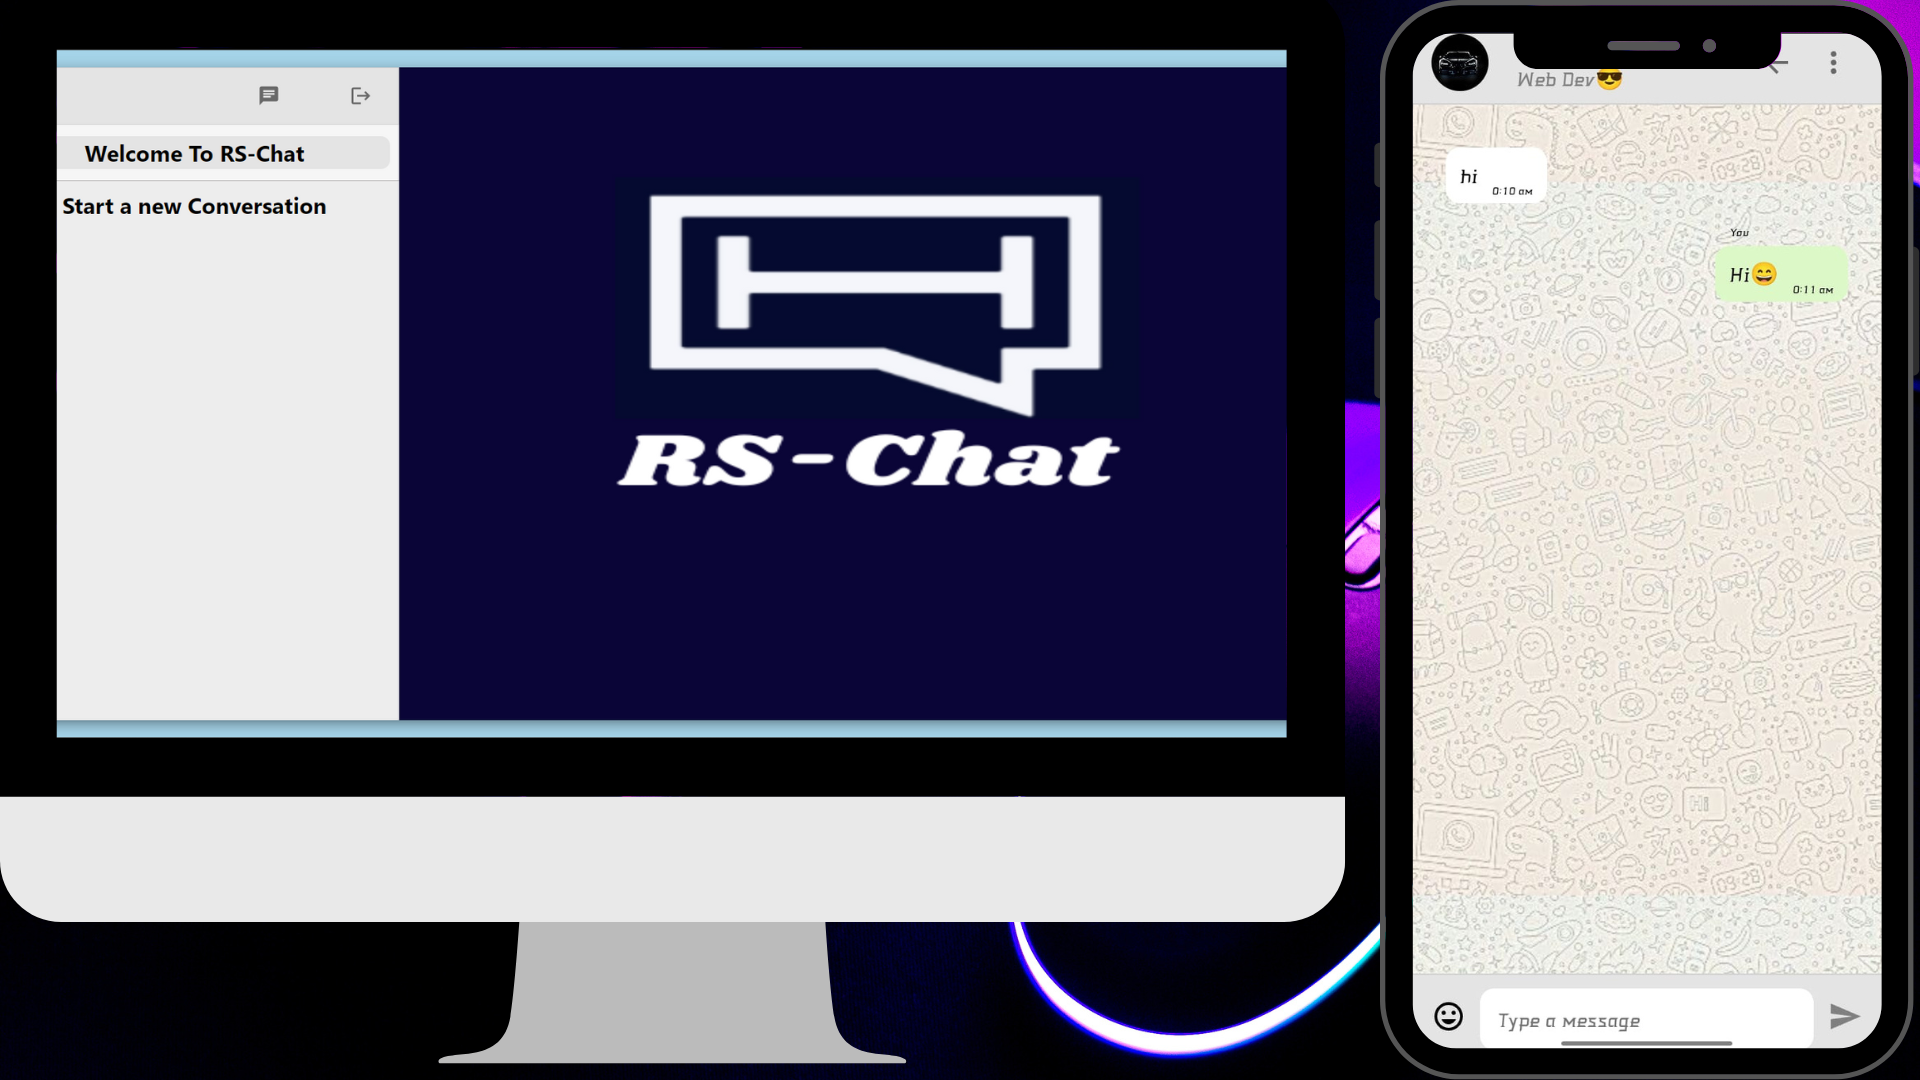 Welcome To RS-Chat
Start a new Conversation
RS-Chat
Web Dev😎
hi
0:10 am
You
Hi😄
0:11 am
Type a message